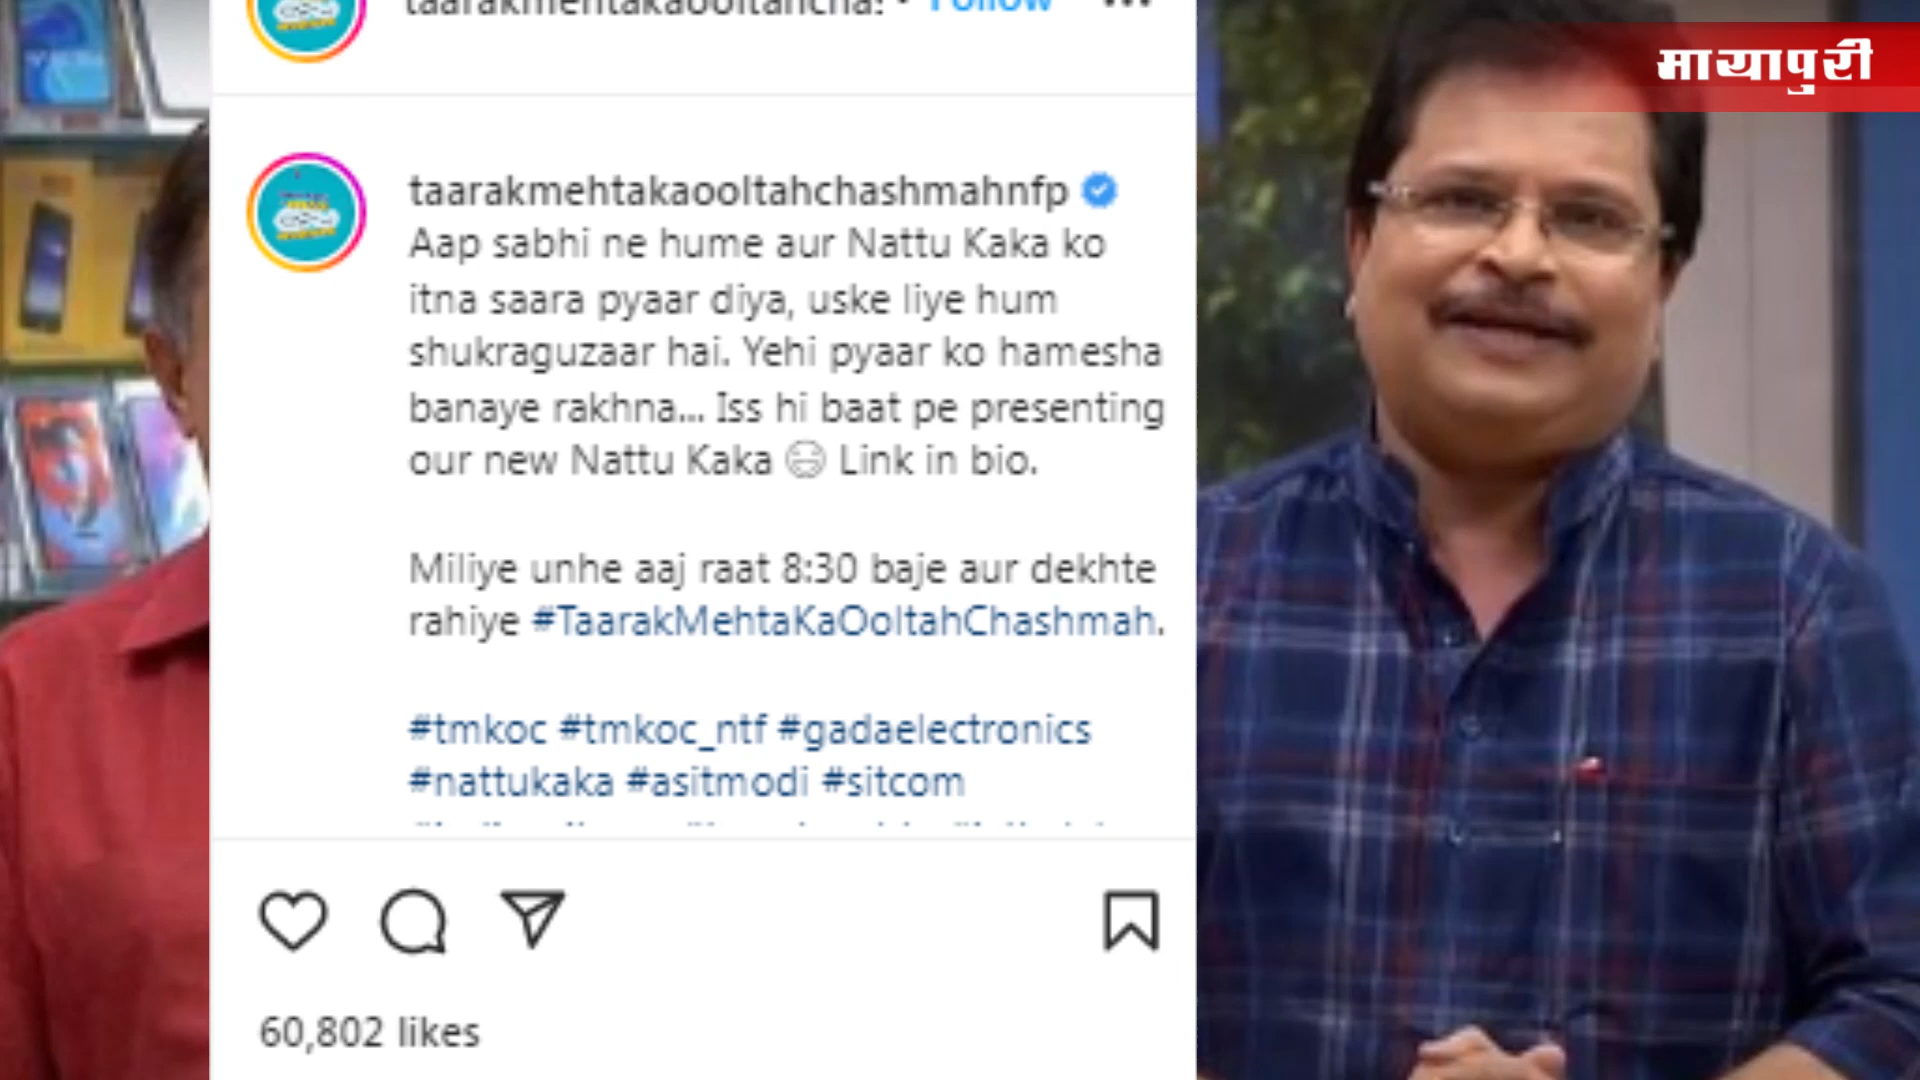 taarakmehtakaooltahcha: • Follow ...
मायापुरी
taarakmehtakaooltahchashmahnfp
Aap sabhi ne hume aur Nattu Kaka ko
itna saara pyaar diya, uske liye hum
shukraguzaar hai. Yehi pyaar ko hamesha
banaye rakhna... Iss hi baat pe presenting
our new Nattu Kaka 😁 Link in bio.
Miliye unhe aaj raat 8:30 baje aur dekhte
rahiye #TaarakMehtaKaOoltahChashmah.
#tmkoc #tmkoc_ntf #gadaelectronics
#nattukaka #asitmodi #sitcom
60,802 likes